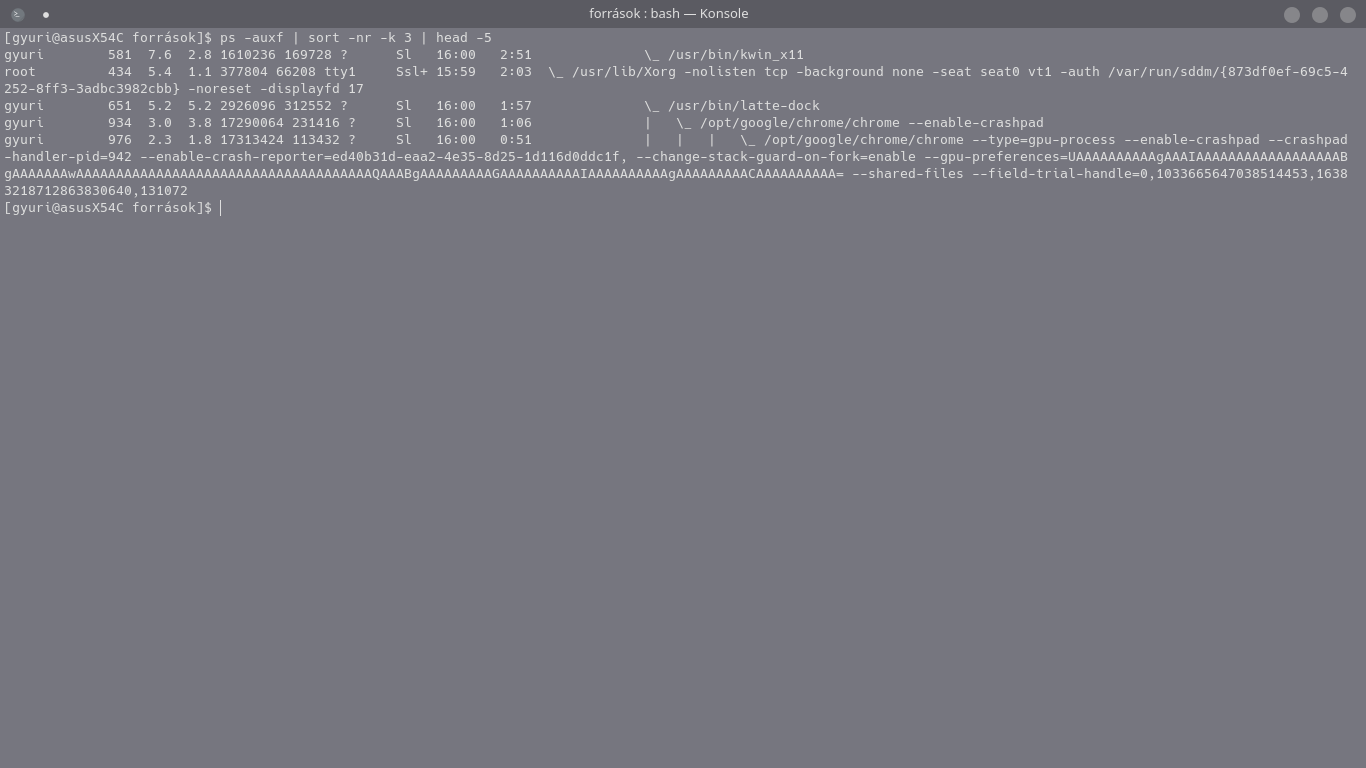 források : bash — Konsole
[gyuri@asusX54C források]$ ps -auxf | sort -nr -k 3 | head -5
gyuri        581  7.6  2.8 1610236 169728 ?      Sl   16:00   2:51              \_ /usr/bin/kwin_x11
root         434  5.4  1.1 377804 66208 tty1     Ssl+ 15:59   2:03  \_ /usr/lib/Xorg -nolisten tcp -background none -seat seat0 vt1 -auth /var/run/sddm/{873df0ef-69c5-4
252-8ff3-3adbc3982cbb} -noreset -displayfd 17
gyuri        651  5.2  5.2 2926096 312552 ?      Sl   16:00   1:57              \_ /usr/bin/latte-dock
gyuri        934  3.0  3.8 17290064 231416 ?     Sl   16:00   1:06              |   \_ /opt/google/chrome/chrome --enable-crashpad
gyuri        976  2.3  1.8 17313424 113432 ?     Sl   16:00   0:51              |   |   |   \_ /opt/google/chrome/chrome --type=gpu-process --enable-crashpad --crashpad
-handler-pid=942 --enable-crash-reporter=ed40b31d-eaa2-4e35-8d25-1d116d0ddc1f, --change-stack-guard-on-fork=enable --gpu-preferences=UAAAAAAAAAAgAAAIAAAAAAAAAAAAAAAAAAB
gAAAAAAAwAAAAAAAAAAAAAAAAAAAAAAAAAAAAAAAAAAAAAQAAABgAAAAAAAAAGAAAAAAAAAAIAAAAAAAAAAgAAAAAAAAACAAAAAAAAAA= --shared-files --field-trial-handle=0,1033665647038514453,1638
3218712863830640,131072
[gyuri@asusX54C források]$